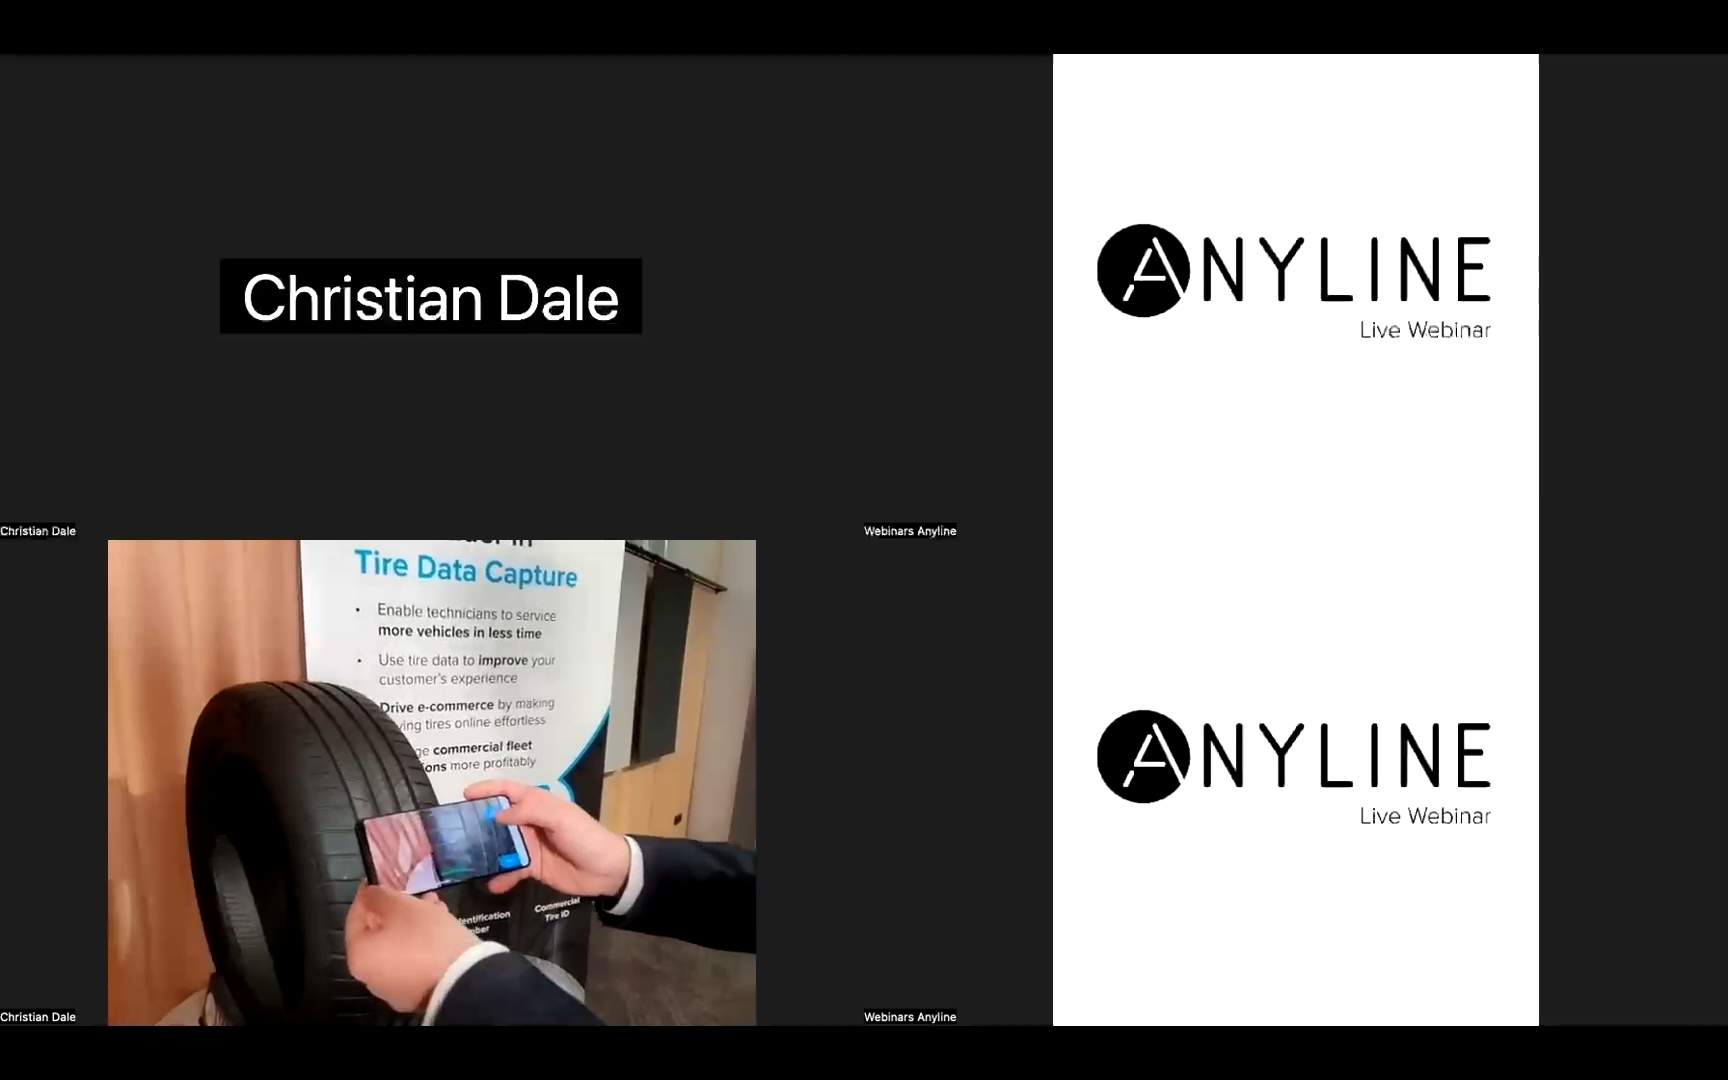 Christian Dale
ANYLINE
Live Webinar
Christian Dale
Webinars Anyline
in
Tire Data Capture
• Enable technicians to service
more vehicles in less time
• Use tire data to improve your
customer's experience
Drive e-commerce by making
tires online effortless
commercial fleet
more profitably
Commercial
Tire ID
ANYLINE
Live Webinar
Christian Dale
Webinars Anyline